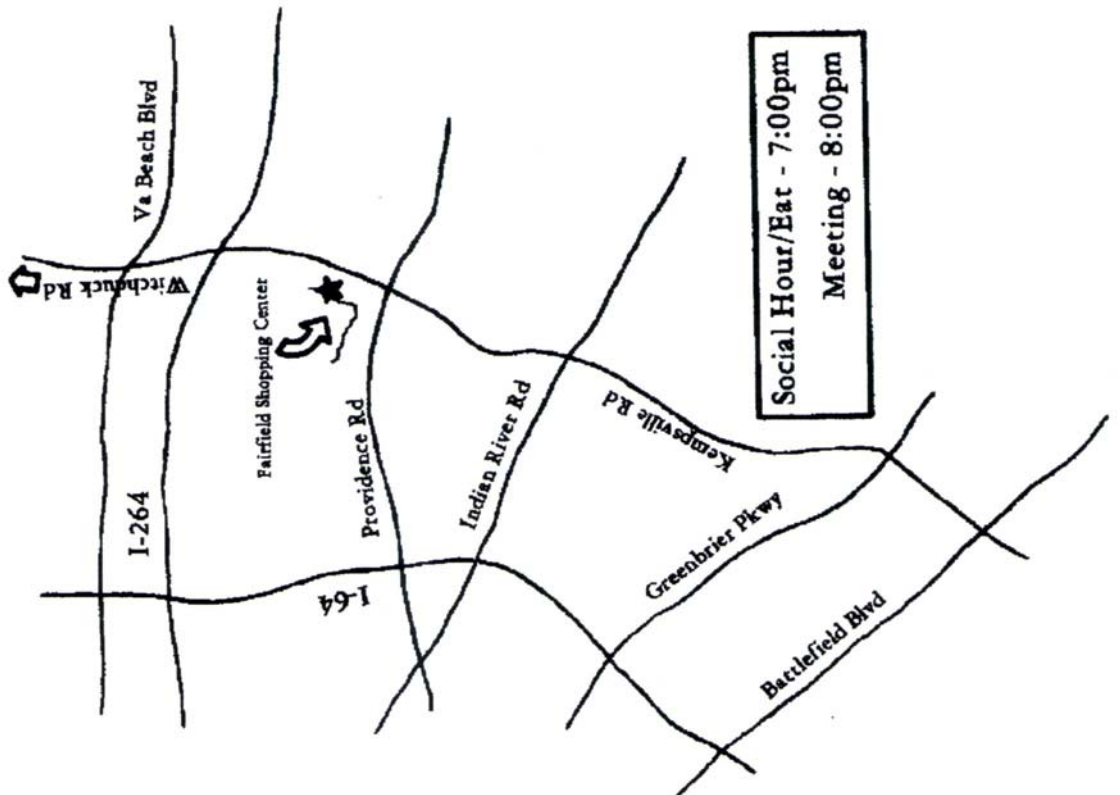 Va Beach Blvd
Witchduck Rd
I-264
Fairfield Shopping Center
Providence Rd
I-64
Indian River Rd
Kempsville Rd
Greenbrier Pkwy
Battlefield Blvd
Social Hour/Eat - 7:00pm
Meeting - 8:00pm